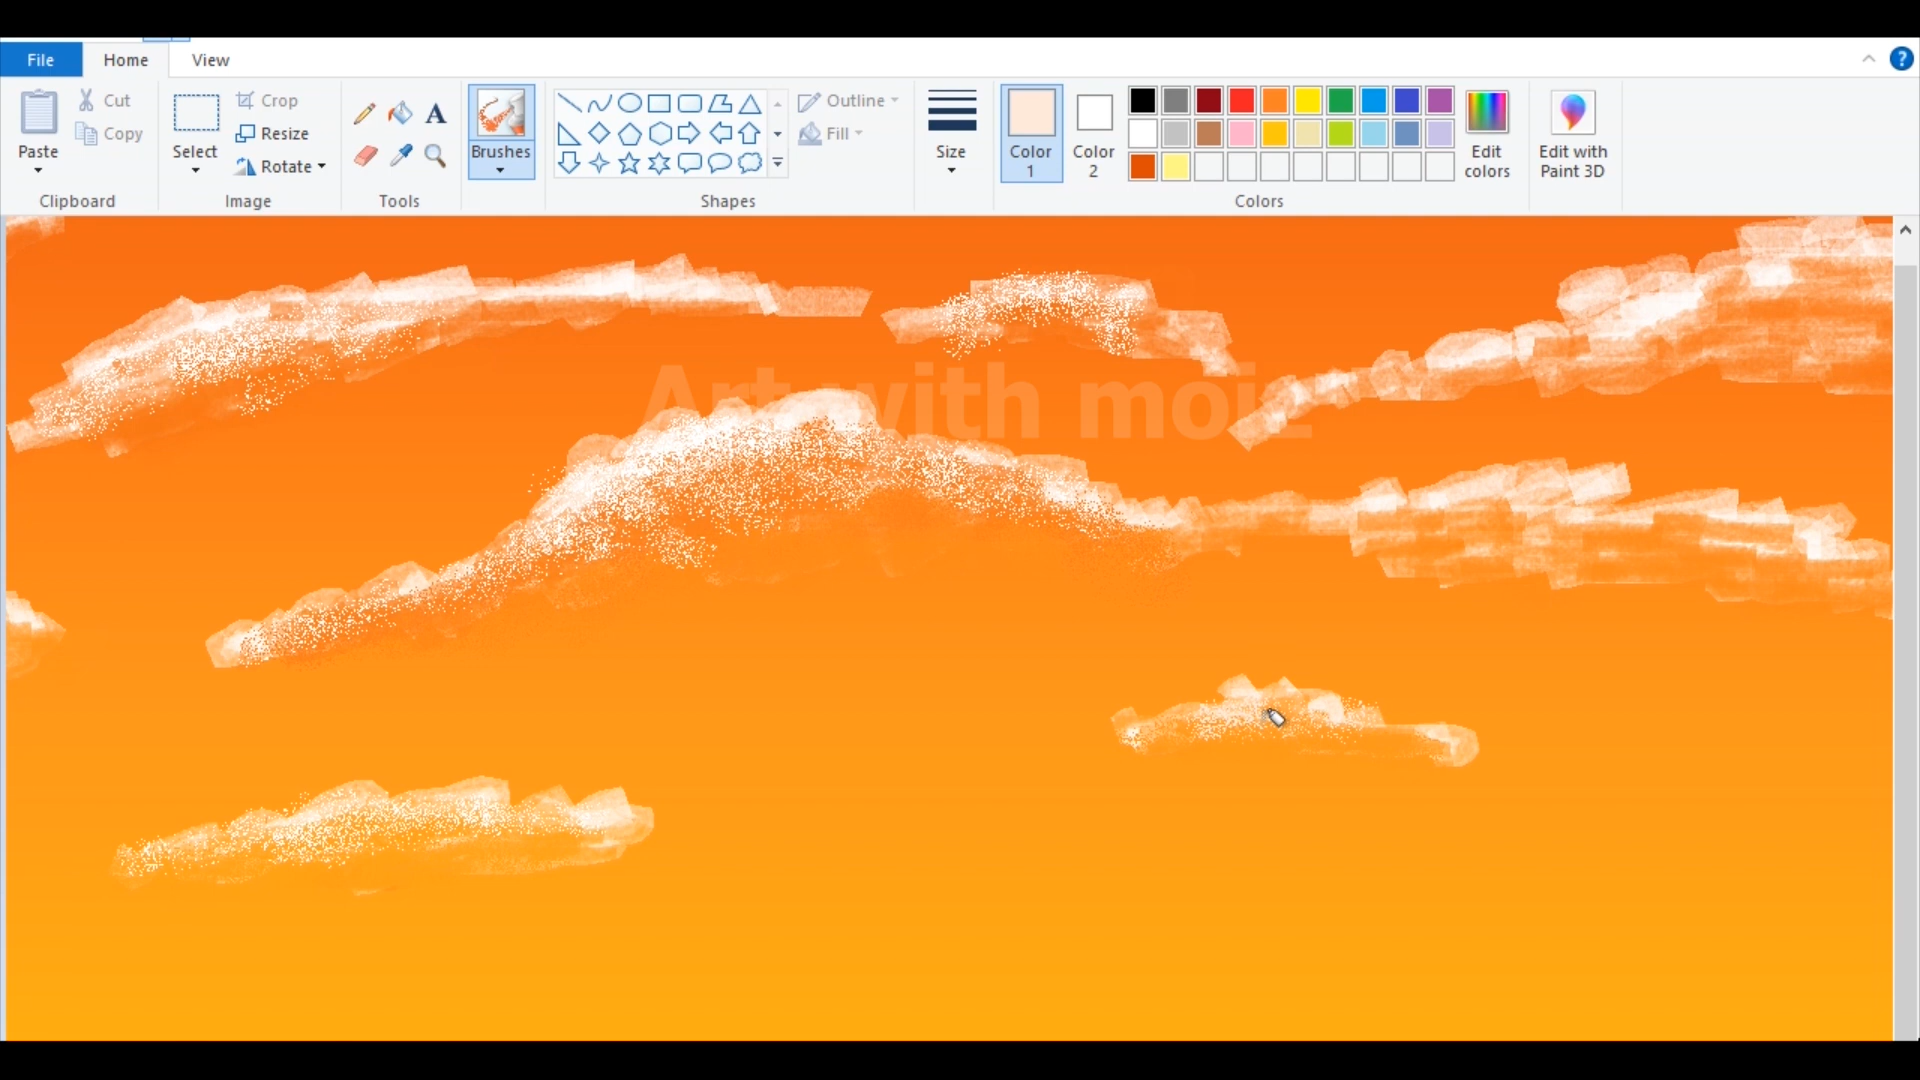 File Home View ?
Cut Crop A Outline
Copy Resize Fill
Paste Select Rotate Brushes Size Color 1 Color 2 Edit colors Edit with Paint 3D
Clipboard Image Tools Shapes Colors
Art with moiz